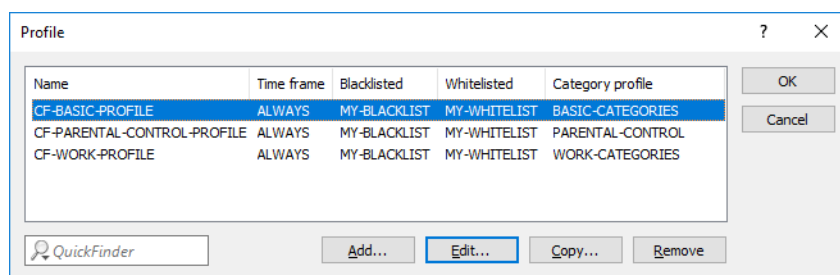 Profile ? X
Name Time frame Blacklisted Whitelisted Category profile
CF-BASIC-PROFILE ALWAYS MY-BLACKLIST MY-WHITELIST BASIC-CATEGORIES
CF-PARENTAL-CONTROL-PROFILE ALWAYS MY-BLACKLIST MY-WHITELIST PARENTAL-CONTROL
CF-WORK-PROFILE ALWAYS MY-BLACKLIST MY-WHITELIST WORK-CATEGORIES
OK
Cancel
QuickFinder Add... Edit... Copy... Remove